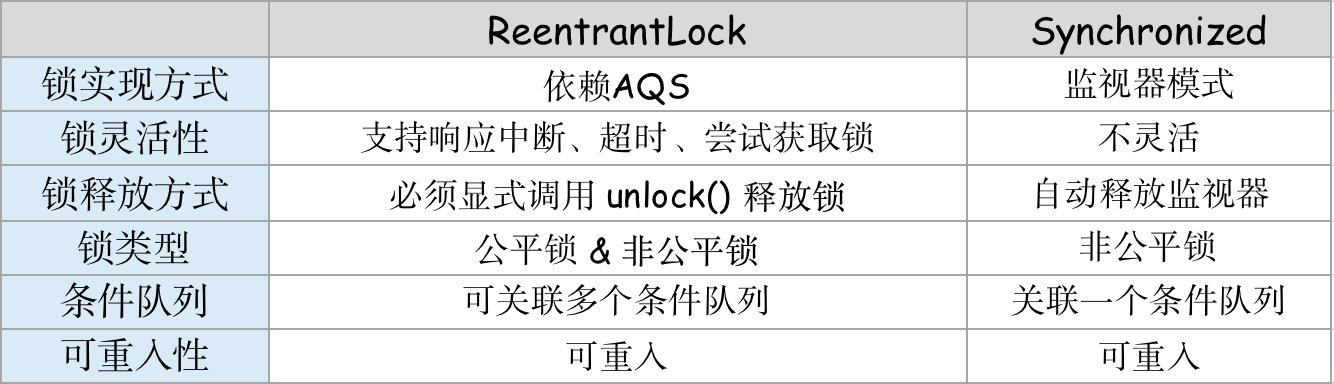 ReentrantLock Synchronized
锁实现方式 依赖AQS 监视器模式
锁灵活性 支持响应中断、超时、尝试获取锁 不灵活
锁释放方式 必须显式调用 unlock() 释放锁 自动释放监视器
锁类型 公平锁 & 非公平锁 非公平锁
条件队列 可关联多个条件队列 关联一个条件队列
可重入性 可重入 可重入